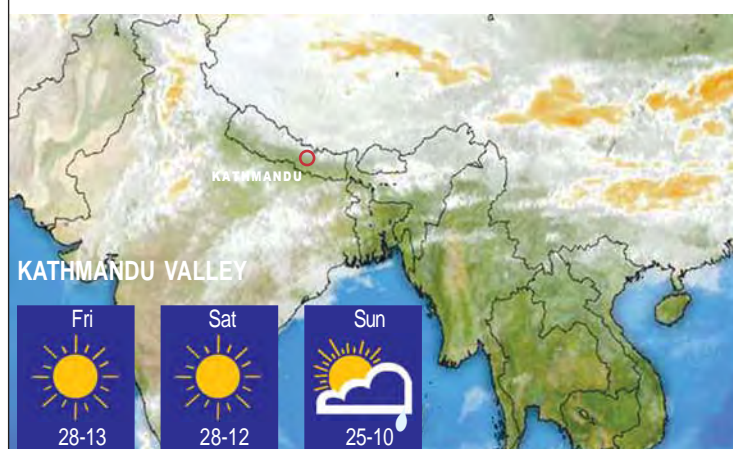 KATHMANDU
KATHMANDU VALLEY
Fri
Sat
Sun
28-13
28-12
25-10